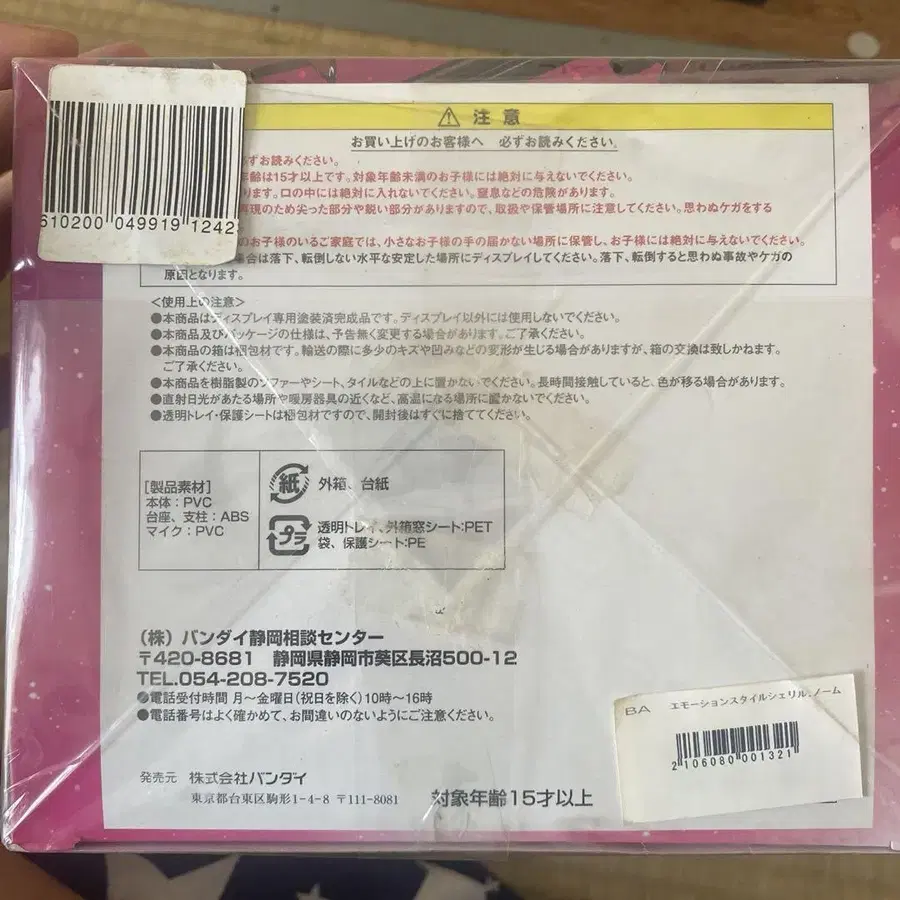 610200 049919 1242
注意
お買い上げのお客様へ 必ずお読みください。
ずお読みください。
年齢は15才以上です。対象年齢未満のお子様には絶対に与えないでください。
ります。口の中には絶対に入れないでください。窒息などの危険があります。
再現のため尖った部分や鋭い部分がありますので、取扱や保管場所に注意してください。思わぬケガをする
のお子様のいるご家庭では、小さなお子様の手の届かない場所に保管し、お子様には絶対に与えないでください。
場合は落下、転倒しない水平な安定した場所にディスプレイしてください。落下、転倒すると思わぬ事故やケガの
原因となります。
<使用上の注意>
●本商品はディスプレイ専用塗装済完成品です。ディスプレイ以外には使用しないでください。
●本商品及びパッケージの仕様は、予告無く変更する場合があります。ご了承ください。
●本商品の箱は梱包材です。輸送の際に多少のキズや凹みなどの変形が生じる場合がありますが、箱の交換は致しかねます。
ご了承ください。
●本商品を樹脂製のソファーやシート、タイルなどの上に置かないでください。長時間接触していると、色が移る場合があります。
●直射日光があたる場所や暖房器具の近くなど、高温になる場所に置かないでください。
●透明トレイ・保護シートは梱包材ですので、開封後はすぐに捨ててください。
[製品素材]
本体:PVC
台座、支柱:ABS
マイク:PVC
紙 外箱、台紙
プラ 透明トレイ、外箱窓シート:PET
袋、保護シート:PE
(株)バンダイ静岡相談センター
〒420-8681 静岡県静岡市葵区長沼500-12
TEL.054-208-7520
●電話受付時間 月〜金曜日(祝日を除く)10時〜16時
●電話番号はよく確かめて、お間違いのないようにご注意ください。
発売元 株式会社バンダイ
東京都台東区駒形1-4-8 〒111-8081
対象年齢15才以上
BA エモーションスタイルシェリル.ノーム
2106080001321